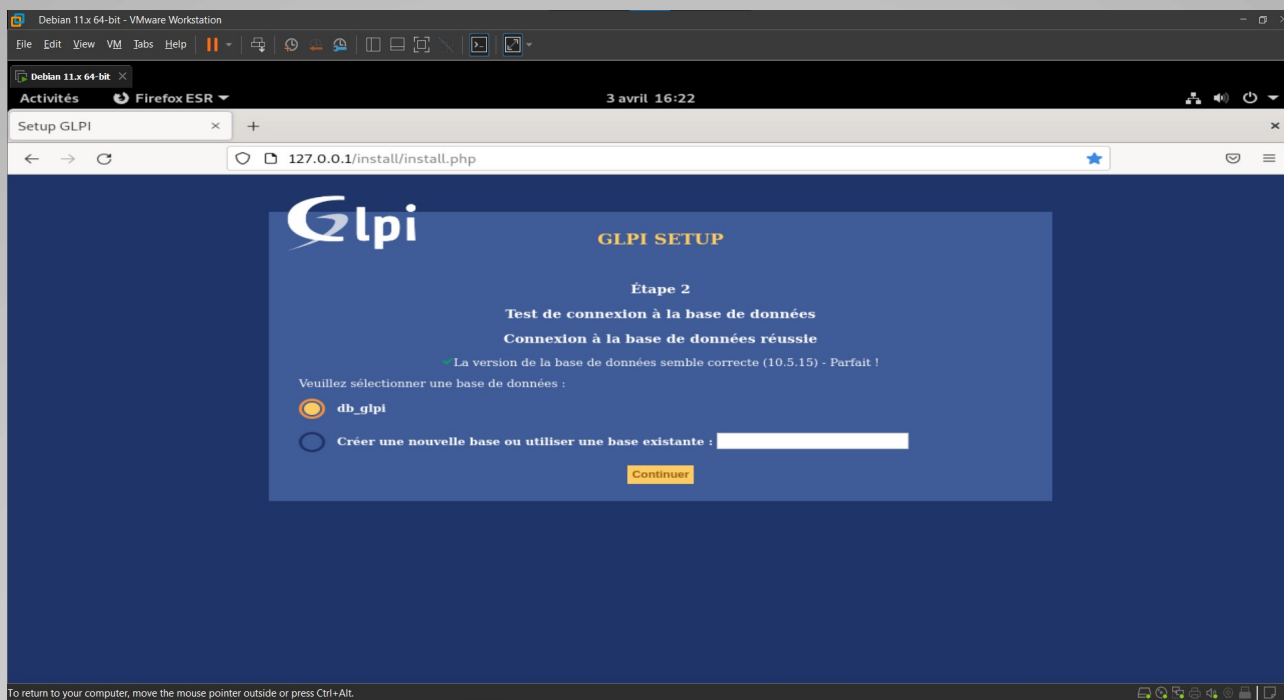 Debian 11.x 64-bit - VMware Workstation
File Edit View VM Tabs Help
Debian 11.x 64-bit
Activités Firefox ESR 3 avril 16:22
Setup GLPI
127.0.0.1/install/install.php
Glpi
GLPI SETUP
Étape 2
Test de connexion à la base de données
Connexion à la base de données réussie
La version de la base de données semble correcte (10.5.15) - Parfait !
Veuillez sélectionner une base de données :
db_glpi
Créer une nouvelle base ou utiliser une base existante :
Continuer
To return to your computer, move the mouse pointer outside or press Ctrl+Alt.